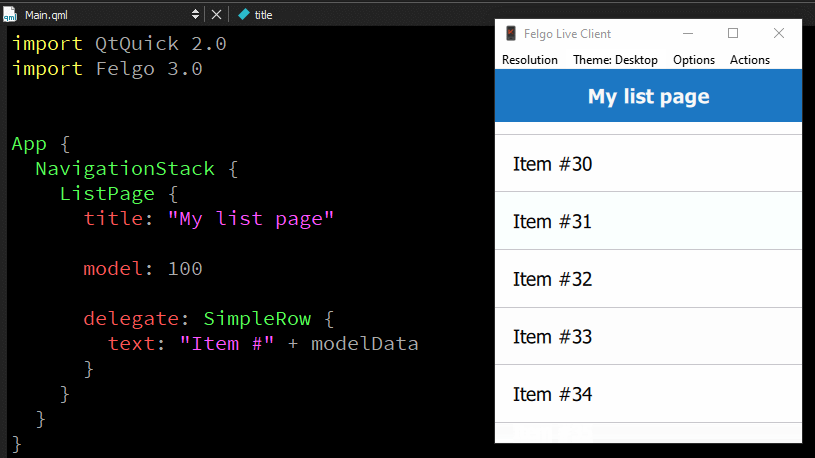 Main.qml
title
import QtQuick 2.0
import Felgo 3.0
App {
NavigationStack {
ListPage {
title: "My list page"
model: 100
delegate: SimpleRow {
text: "Item #" + modelData
}
}
}
}
Felgo Live Client
Resolution Theme: Desktop Options Actions
My list page
Item #30
Item #31
Item #32
Item #33
Item #34